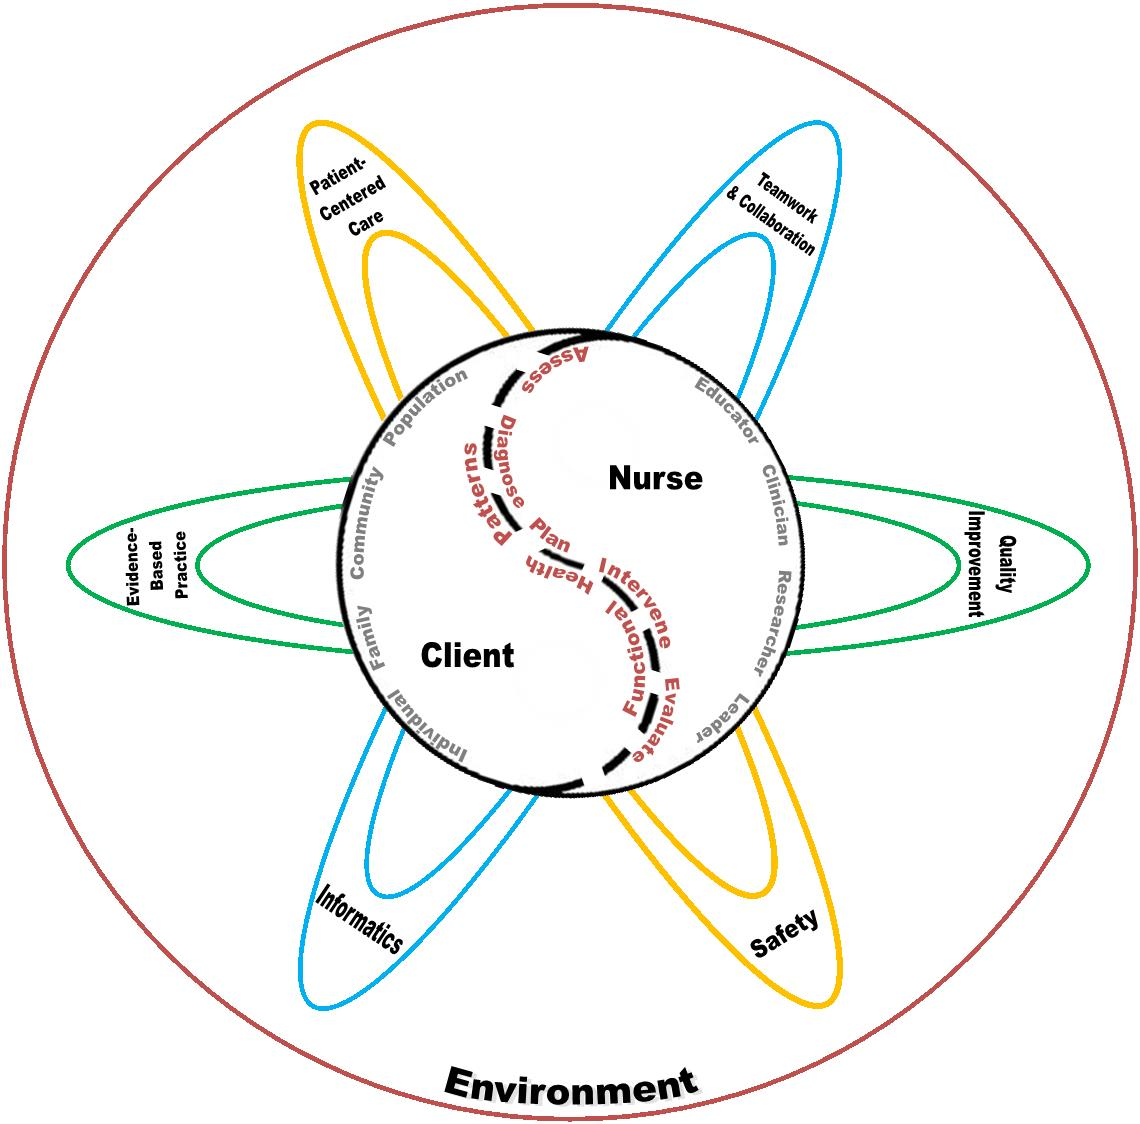 Patient-
Centered
Care
Teamwork
& Collaboration
Assess
Population
Educator
Diagnose
Patterns
Nurse
Community
Clinician
Plan
Health
Intervene
Evidence-
Based
Practice
Quality
Improvement
Functional
Family
Researcher
Client
Evaluate
Individual
Leader
Informatics
Safety
Environment